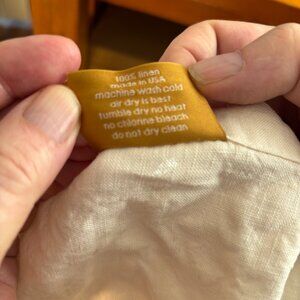 100% linen
made in USA
machine wash cold
air dry is best
tumble dry no heat
no chlorine bleach
do not dry clean